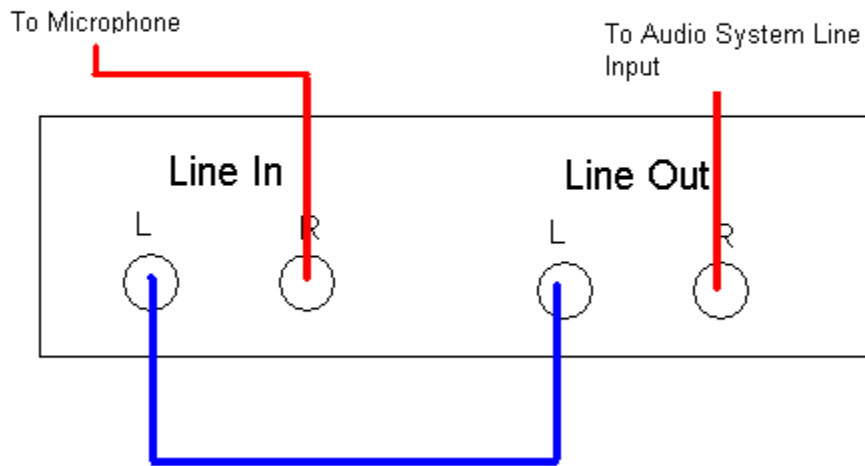 To Microphone
To Audio System Line
Input
Line In
Line Out
L
R
L
R